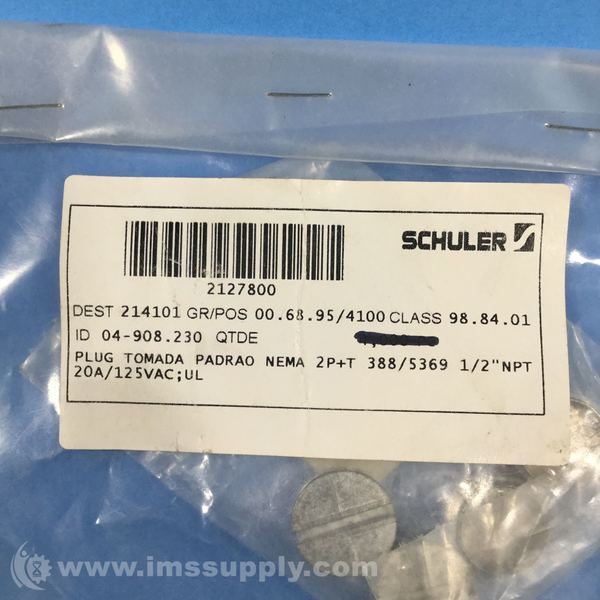 SCHULER
2127800
DEST 214101 GR/POS 00.68.95/4100 CLASS 98.84.01
ID 04-908.230 QTDE
PLUG TOMADA PADRAO NEMA 2P+T 388/5369 1/2"NPT
20A/125VAC;UL
www.imssupply.com